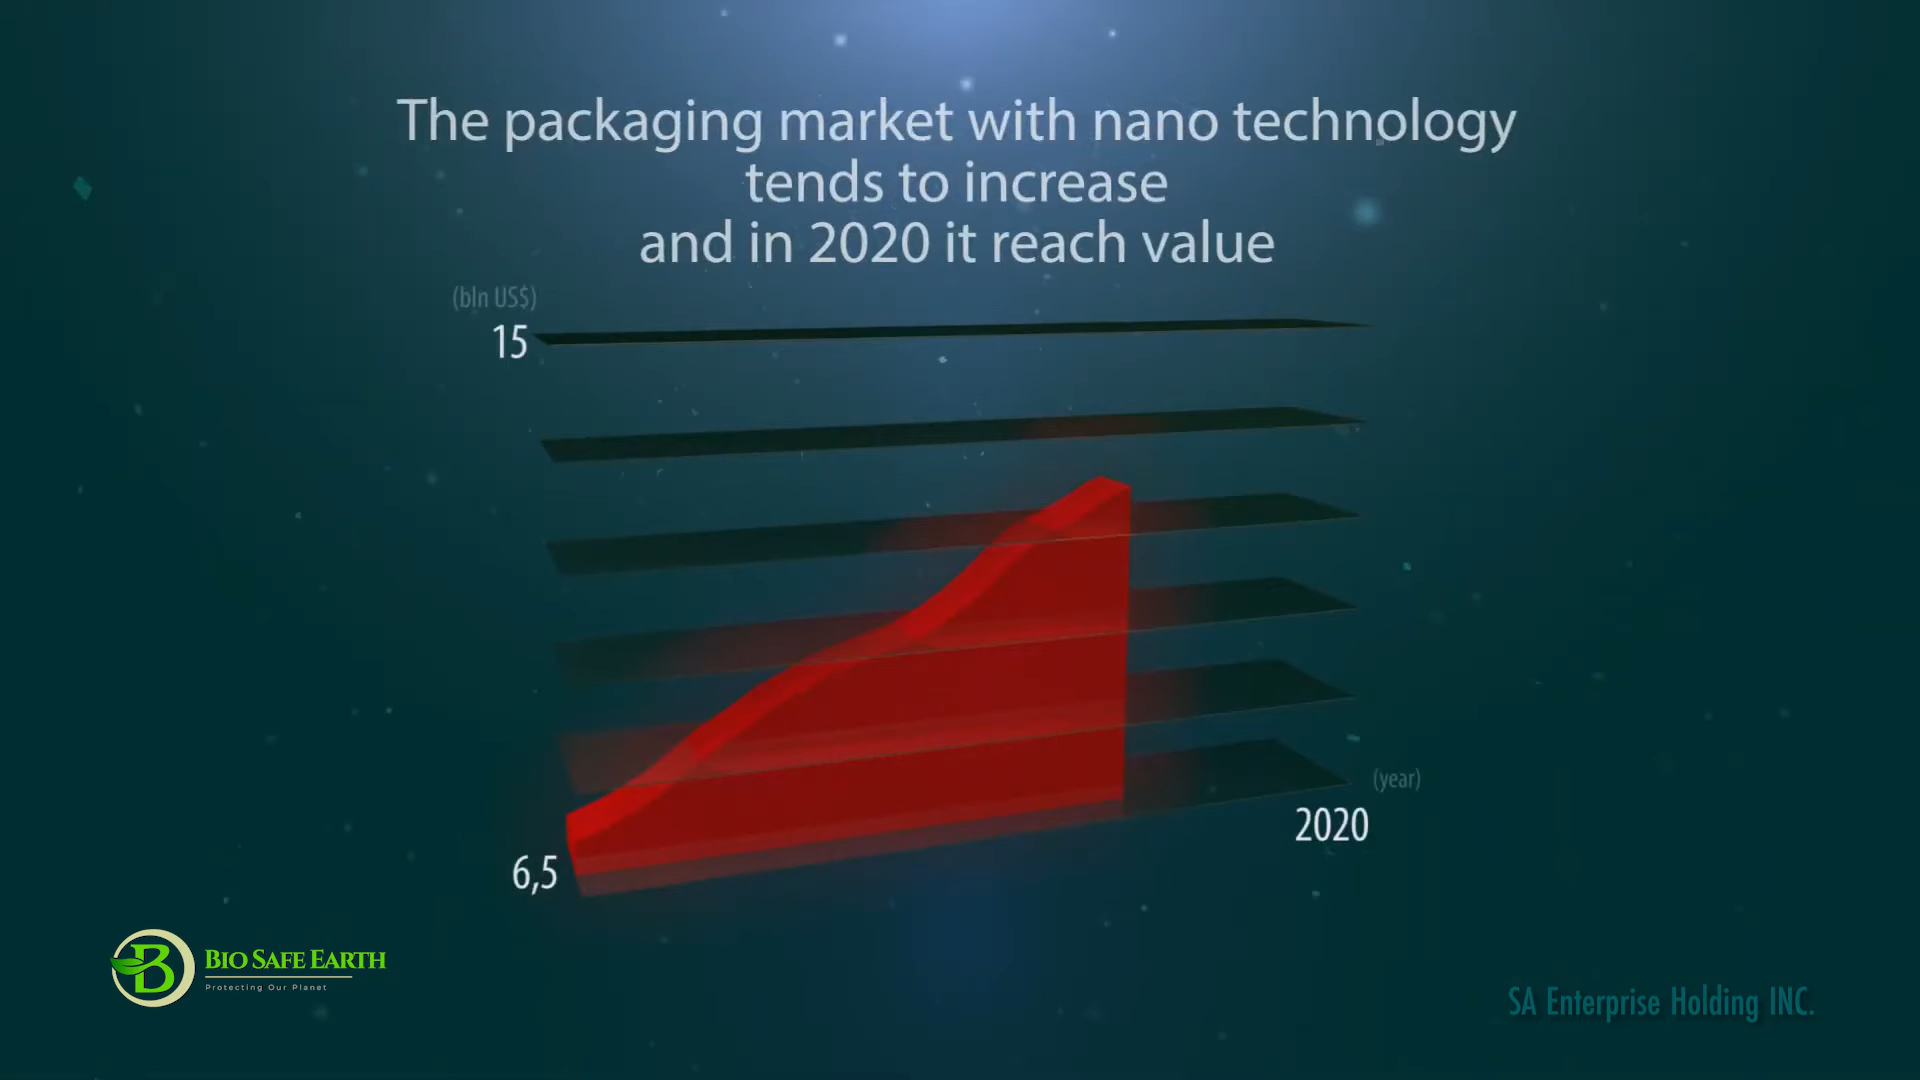 The packaging market with nano technology
tends to increase
and in 2020 it reach value
(bln US$)
15
(year)
2020
6,5
B
BIO SAFE EARTH
Protecting Our Planet
SA Enterprise Holding INC.